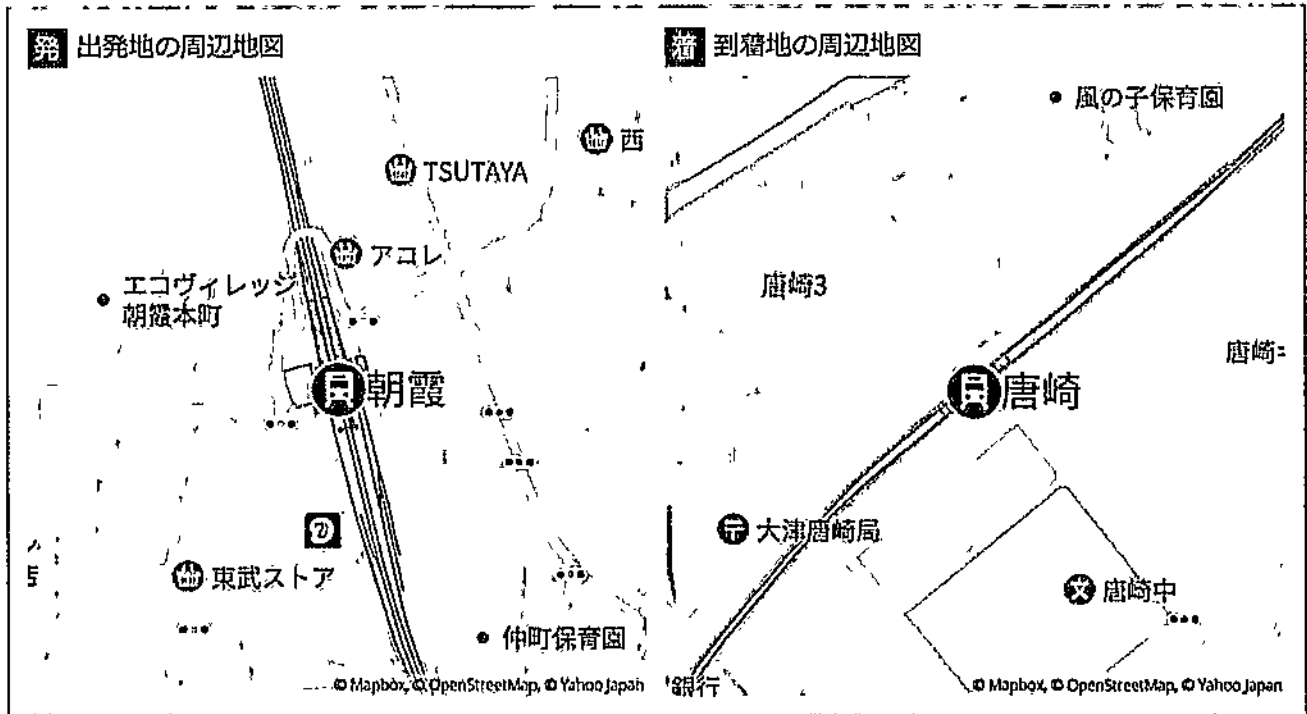 発 出発地の周辺地図
西
TSUTAYA
アコレ
エコヴィレッジ
朝霞本町
朝霞
東武ストア
仲町保育園
© Mapbox, © OpenStreetMap, © Yahoo Japan
着 到着地の周辺地図
風の子保育園
唐崎3
唐崎
唐崎
大津唐崎局
唐崎中
銀行
© Mapbox, © OpenStreetMap, © Yahoo Japan